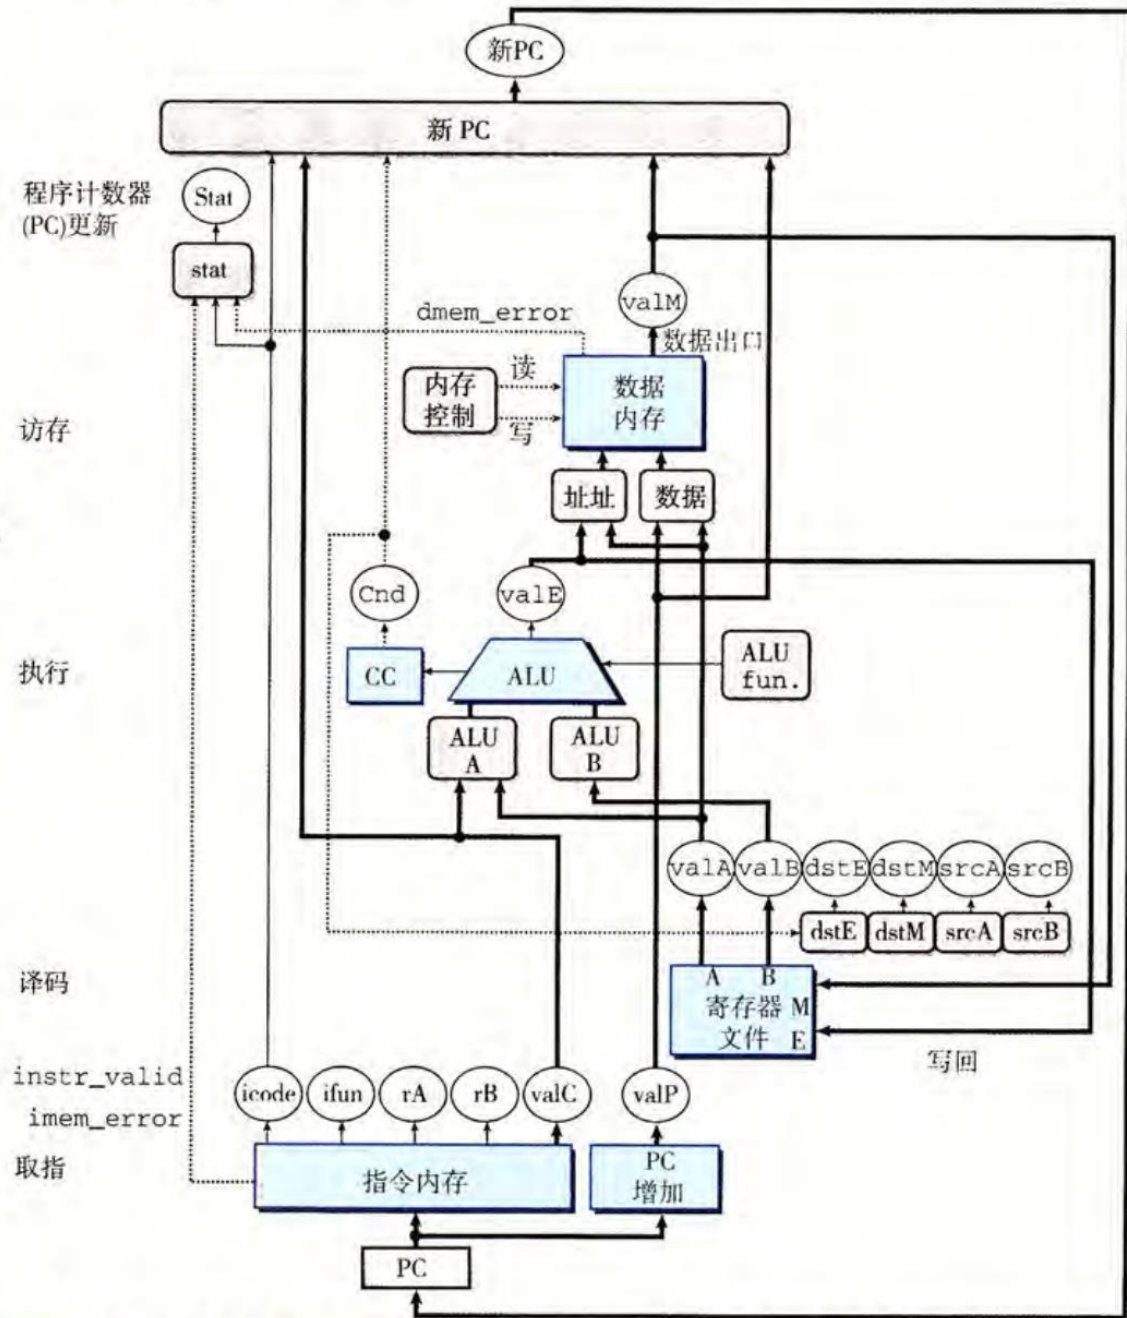 新PC
新 PC
程序计数器
(PC)更新
Stat
stat
valM
dmem_error
数据出口
内存
控制
读
写
数据
内存
访存
址址
数据
Cnd
valE
执行
CC
ALU
ALU
fun.
ALU
A
ALU
B
valA
valB
dstE
dstM
srcA
srcB
dstE
dstM
srcA
srcB
译码
A
B
寄存器
文件
M
E
写回
instr_valid
imem_error
icode
ifun
rA
rB
valC
valP
取指
指令内存
PC
增加
PC